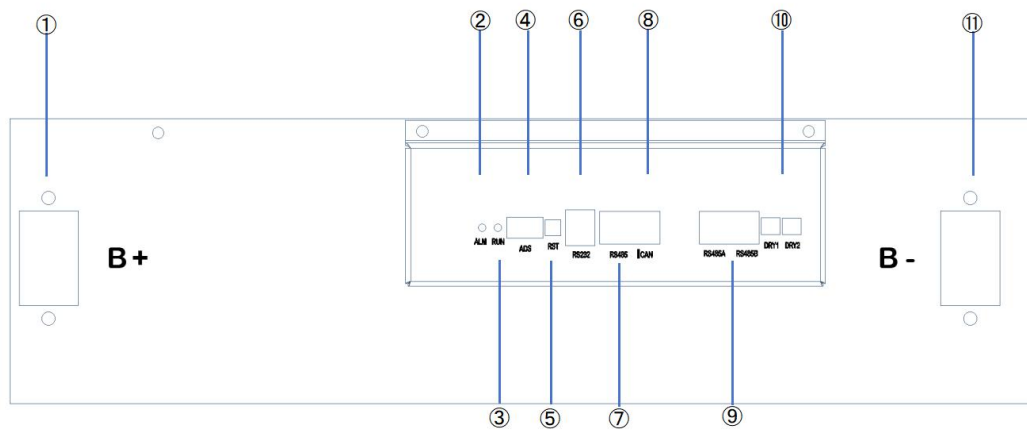 ① ② ④ ⑥ ⑧ ⑩ ⑪
B+
ALM RUN ADS RST RS232 RS485 CAN RS485A RS485B DRY1 DRY2
B-
③ ⑤ ⑦ ⑨